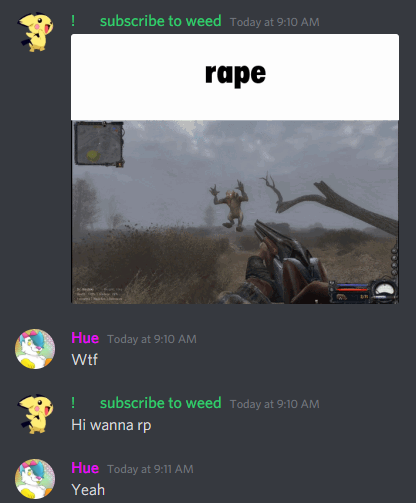 ! subscribe to weed Today at 9:10 AM
rape
Hue Today at 9:10 AM
Wtf
! subscribe to weed Today at 9:10 AM
Hi wanna rp
Hue Today at 9:11 AM
Yeah